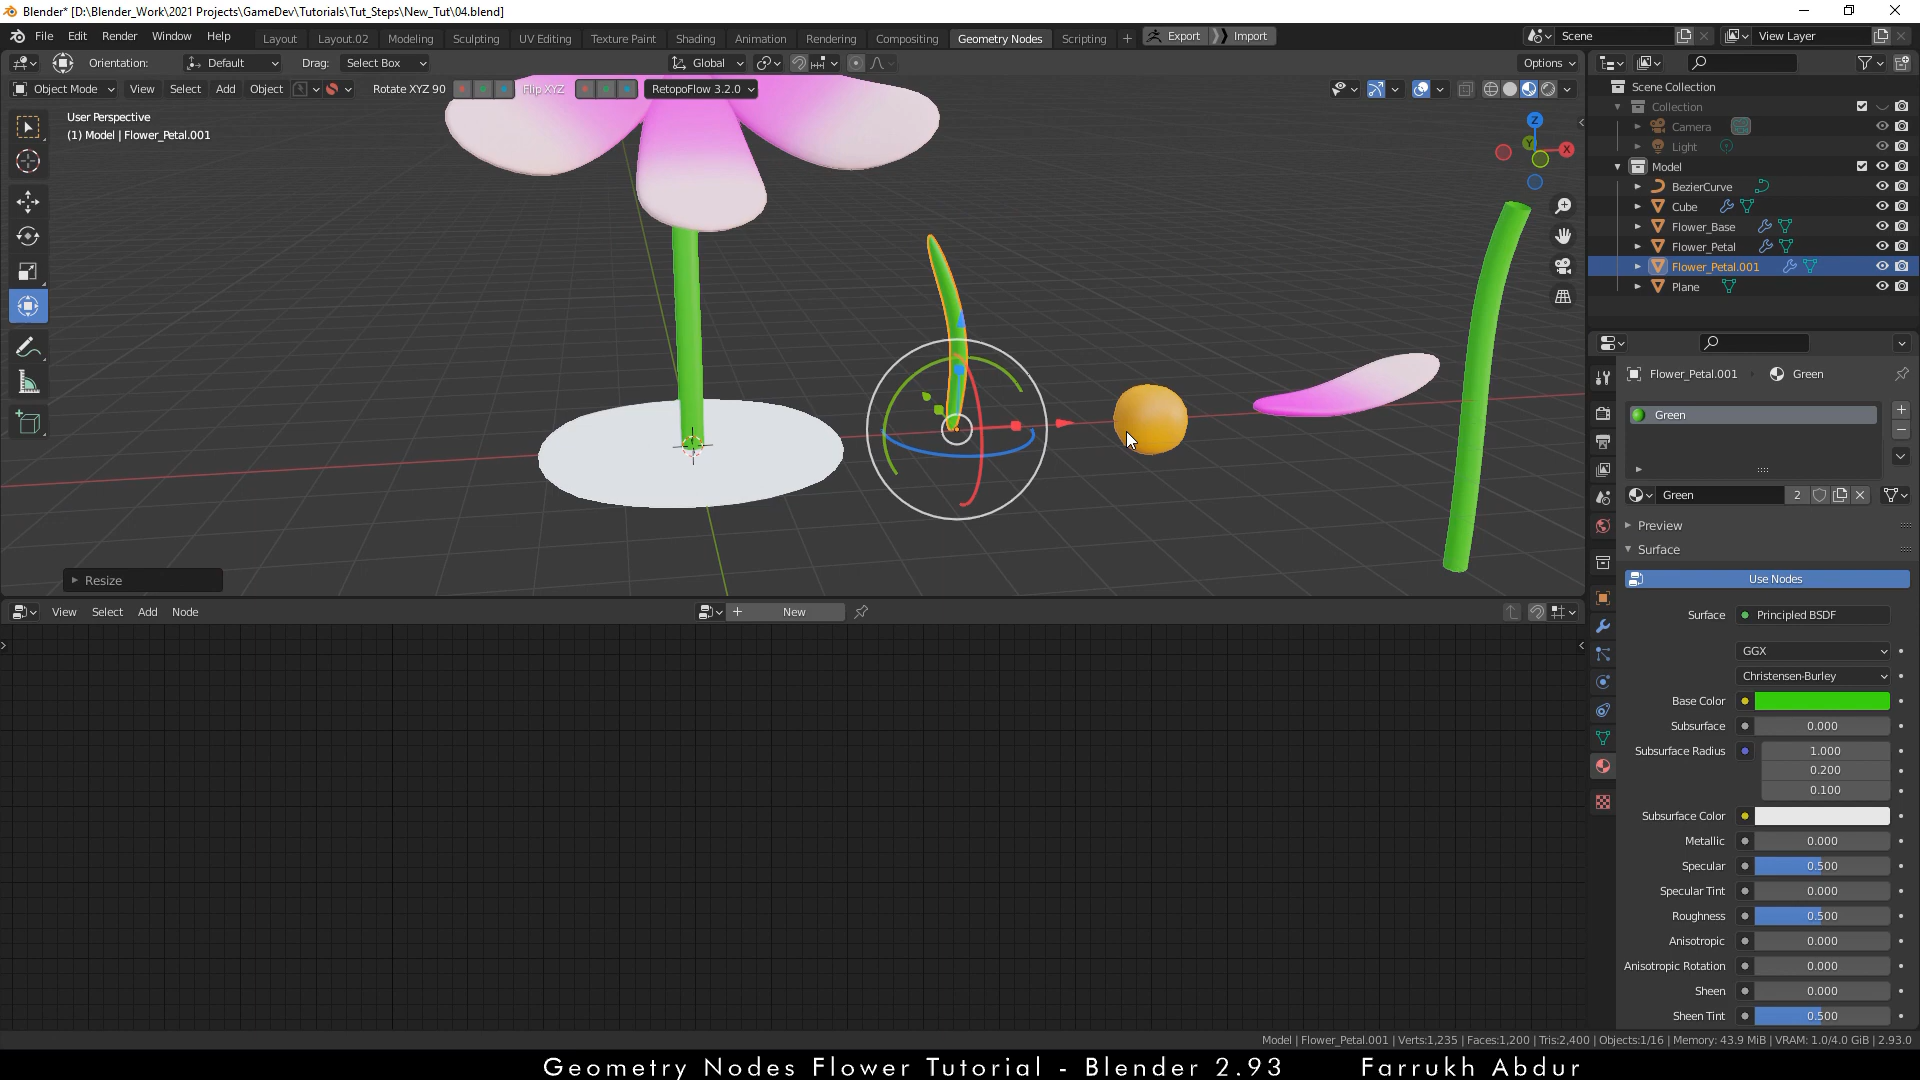 Blender* [D:\Blender_Work\2021 Projects\GameDev\Tutorials\Tut_Steps\New_Tut\04.blend]
File Edit Render Window Help Layout Layout.02 Modeling Sculpting UV Editing Texture Paint Shading Animation Rendering Compositing Geometry Nodes Scripting + Export Import Scene View Layer
Orientation: Default Drag: Select Box Global Options
Object Mode View Select Add Object Rotate XYZ 90 Flip XYZ RetopoFlow 3.2.0
User Perspective
(1) Model | Flower_Petal.001
Z
Y
X
Resize
View Select Add Node + New
Scene Collection
Collection
Camera
Light
Model
BezierCurve
Cube
Flower_Base
Flower_Petal
Flower_Petal.001
Plane
Flower_Petal.001 Green
Green
Green 2
Preview
Surface
Use Nodes
Surface Principled BSDF
GGX
Christensen-Burley
Base Color
Subsurface 0.000
Subsurface Radius 1.000
0.200
0.100
Subsurface Color
Metallic 0.000
Specular 0.500
Specular Tint 0.000
Roughness 0.500
Anisotropic 0.000
Anisotropic Rotation 0.000
Sheen 0.000
Sheen Tint 0.500
Model | Flower_Petal.001 | Verts:1,235 | Faces:1,200 | Tris:2,400 | Objects:1/16 | Memory: 43.9 MiB | VRAM: 1.0/4.0 GiB | 2.93.0
Geometry Nodes Flower Tutorial - Blender 2.93 Farrukh Abdur